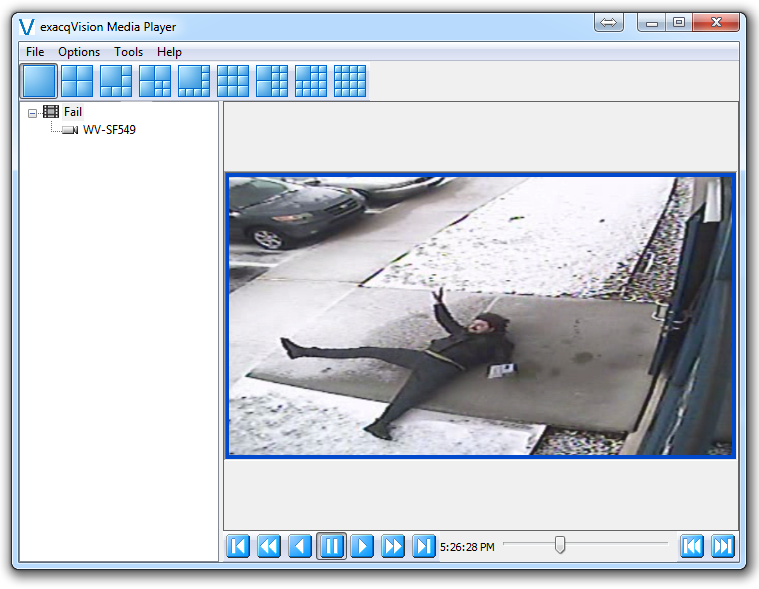 exacqVision Media Player
File Options Tools Help
Fail
WV-SF549
5:26:28 PM